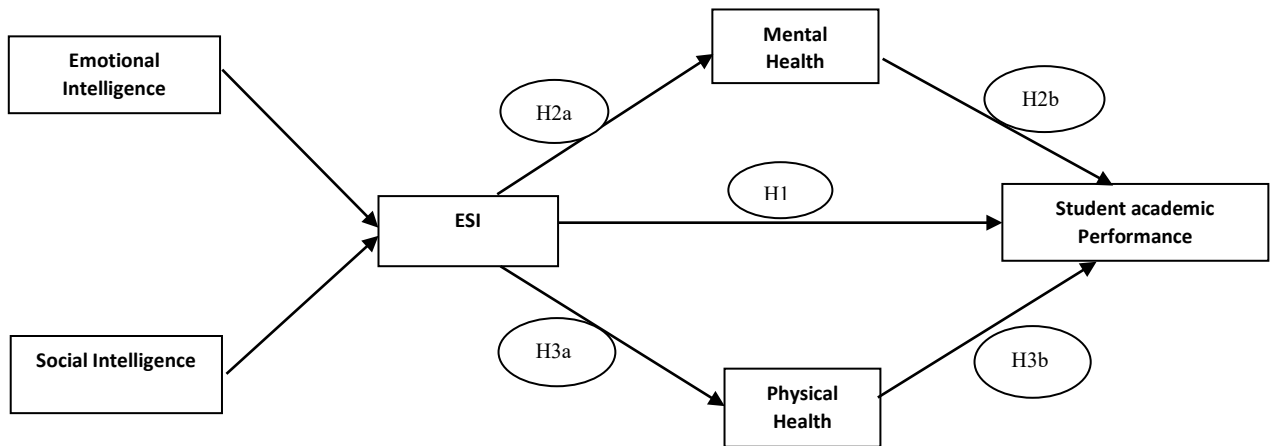 Emotional
Intelligence
Mental
Health
H2a
H2b
H1
ESI
Student academic
Performance
Social Intelligence
H3a
H3b
Physical
Health